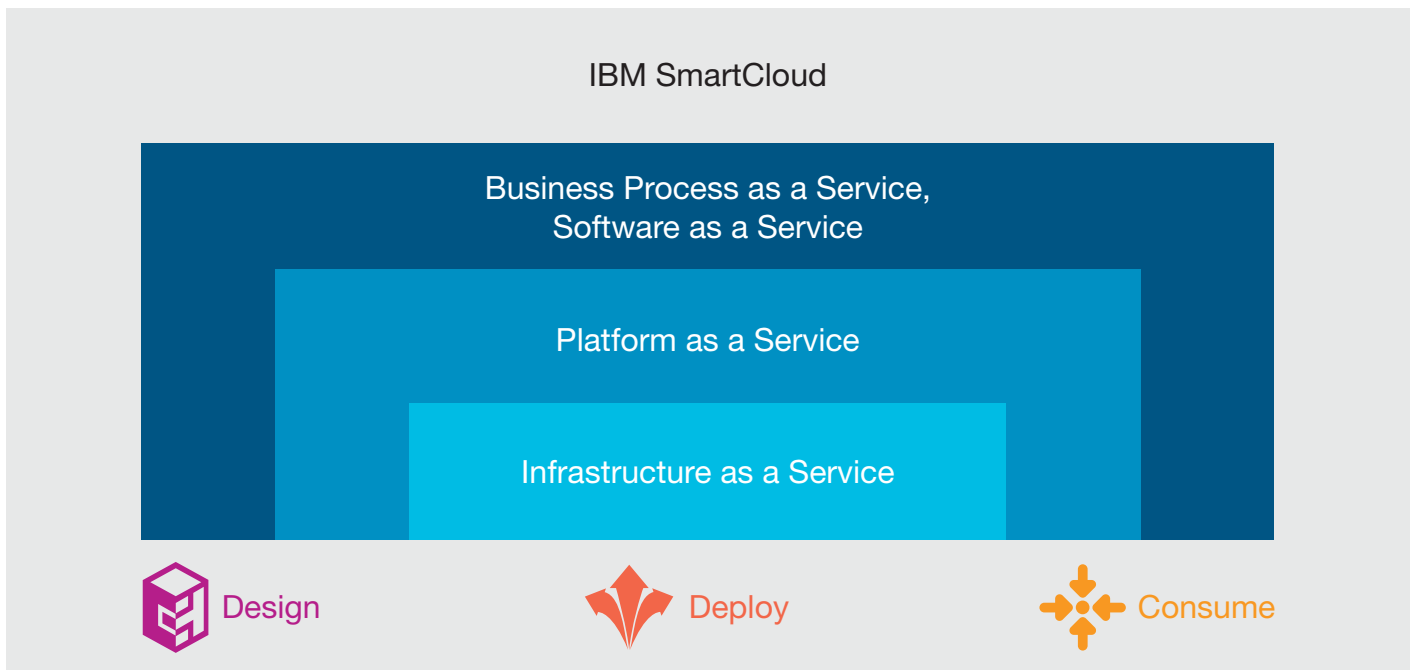 IBM SmartCloud
Business Process as a Service,
Software as a Service
Platform as a Service
Infrastructure as a Service
Design
Deploy
Consume